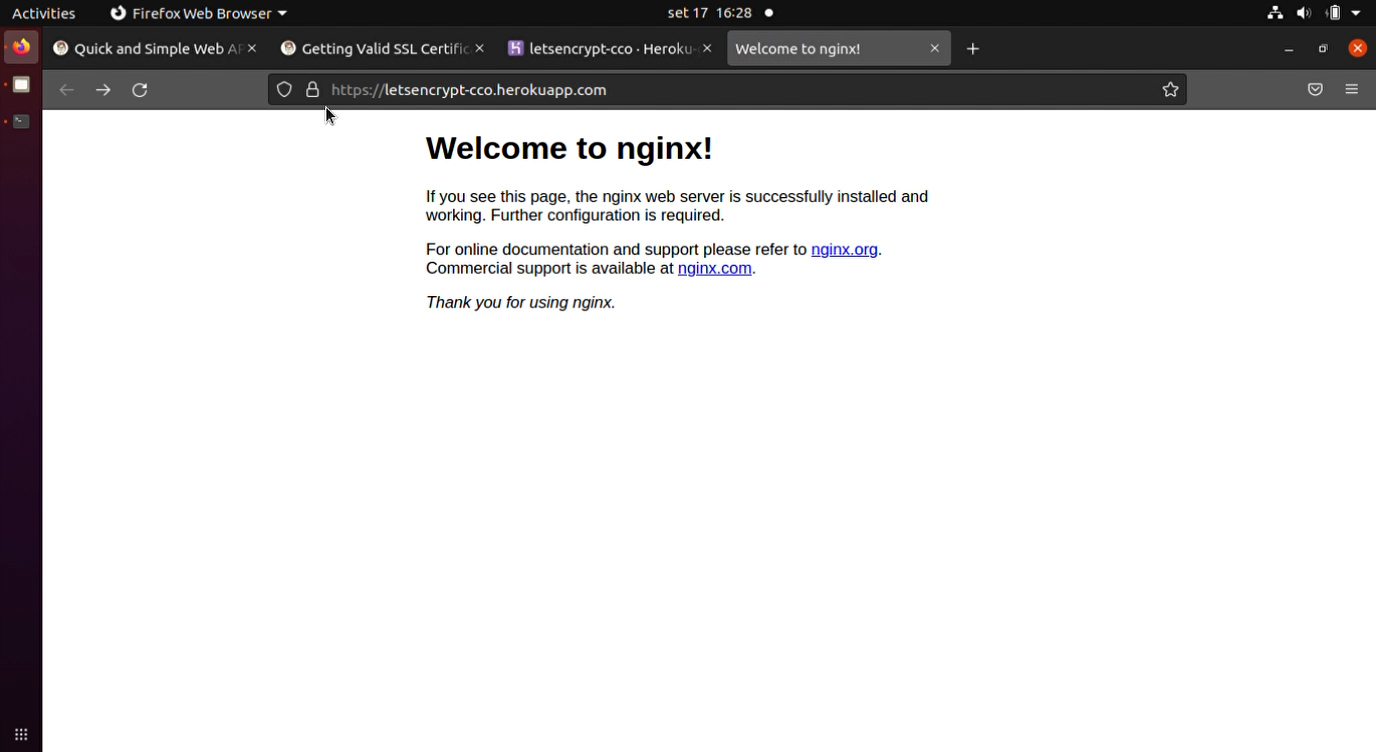 Activities
Firefox Web Browser
set 17 16:28
Quick and Simple Web AP
Getting Valid SSL Certific
letsencrypt-cco · Heroku
Welcome to nginx!
https://letsencrypt-cco.herokuapp.com
Welcome to nginx!
If you see this page, the nginx web server is successfully installed and
working. Further configuration is required.
For online documentation and support please refer to nginx.org.
Commercial support is available at nginx.com.
Thank you for using nginx.